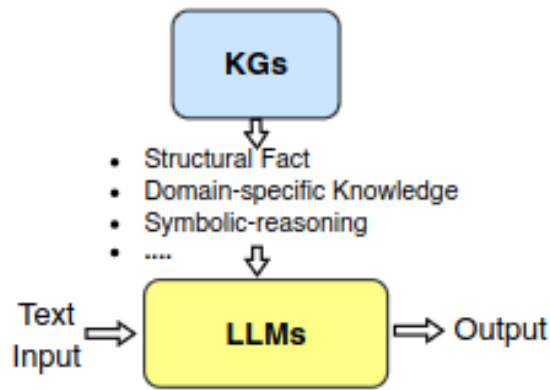 KGs
• Structural Fact
• Domain-specific Knowledge
• Symbolic-reasoning
• ....
Text
Input
LLMs
Output